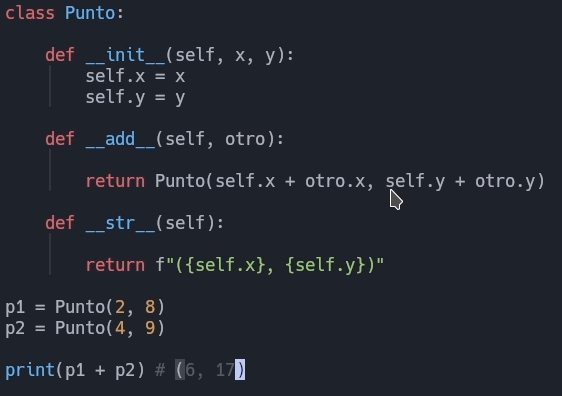 class Punto:
    def __init__(self, x, y):
        self.x = x
        self.y = y
    def __add__(self, otro):
        return Punto(self.x + otro.x, self.y + otro.y)
    def __str__(self):
        return f"({self.x}, {self.y})"
p1 = Punto(2, 8)
p2 = Punto(4, 9)
print(p1 + p2) # (6, 17)